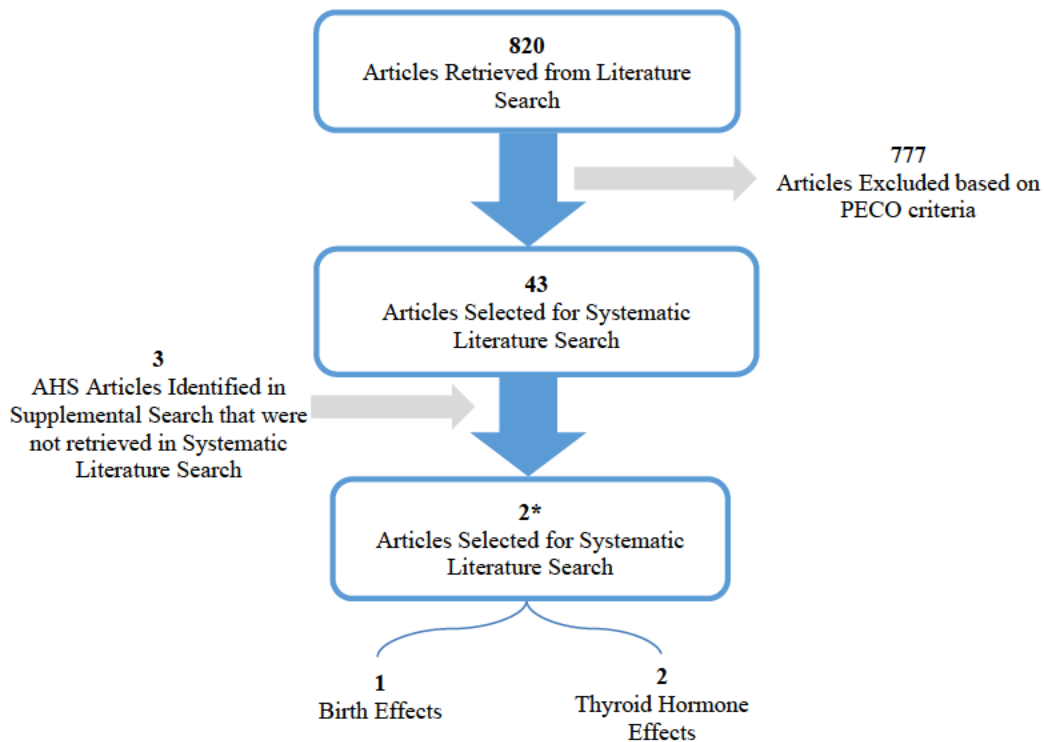 820
Articles Retrieved from Literature
Search
777
Articles Excluded based on
PECO criteria
43
Articles Selected for Systematic
Literature Search
3
AHS Articles Identified in
Supplemental Search that were
not retrieved in Systematic
Literature Search
2*
Articles Selected for Systematic
Literature Search
1
Birth Effects
2
Thyroid Hormone
Effects